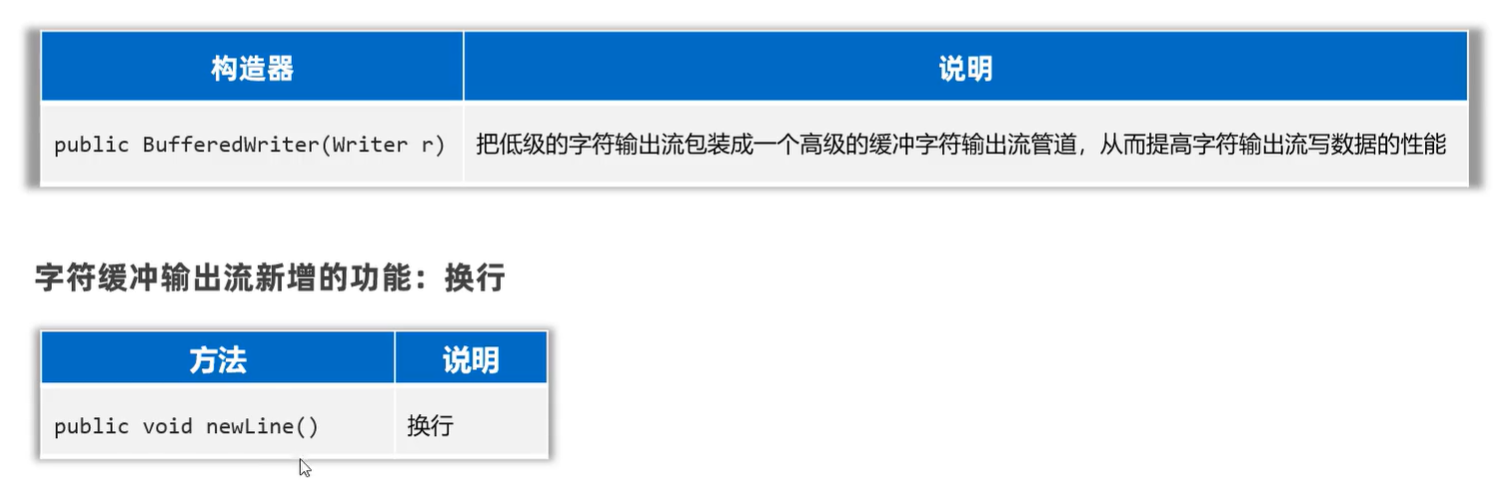 构造器 说明
public BufferedWriter(Writer r) 把低级的字符输出流包装成一个高级的缓冲字符输出流管道，从而提高字符输出流写数据的性能
字符缓冲输出流新增的功能：换行
方法 说明
public void newLine() 换行